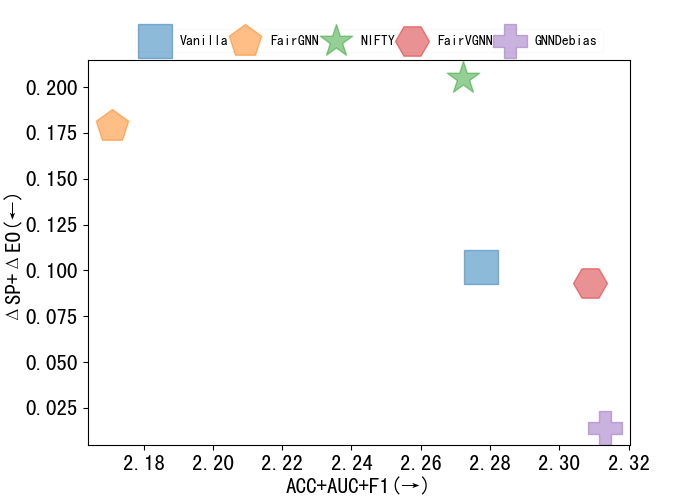 Vanilla FairGNN NIFTY FairVGNN GNNDebias
0.200
0.175
0.150
0.125
0.100
0.075
0.050
0.025
ΔSP+ΔEO(←)
2.18 2.20 2.22 2.24 2.26 2.28 2.30 2.32
ACC+AUC+F1(→)